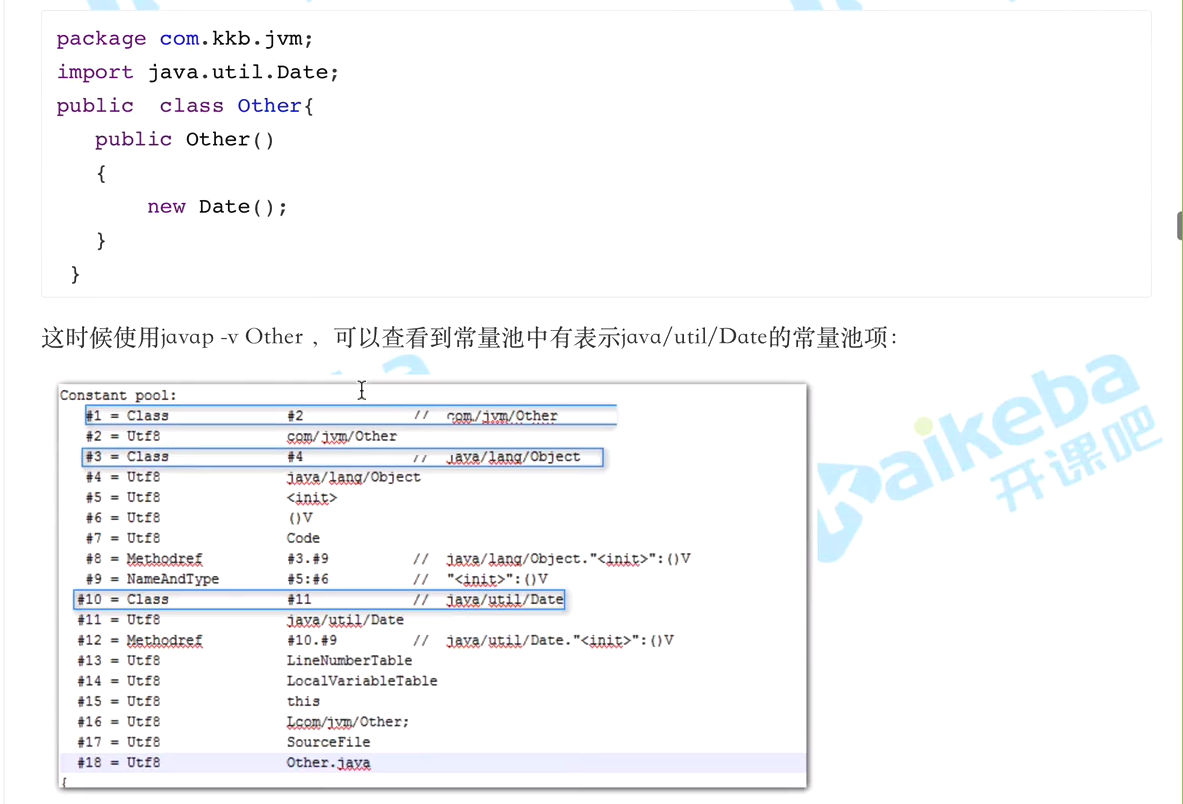 package com.kkb.jvm;
import java.util.Date;
public  class Other{
   public Other()
   {
       new Date();
   }
 }
这时候使用javap -v Other ，可以查看到常量池中有表示java/util/Date的常量池项：
Constant pool:
#1 = Class #2 // com/jvm/Other
#2 = Utf8 com/jvm/Other
#3 = Class #4 // java/lang/Object
#4 = Utf8 java/lang/Object
#5 = Utf8 <init>
#6 = Utf8 ()V
#7 = Utf8 Code
#8 = Methodref #3.#9 // java/lang/Object."<init>":()V
#9 = NameAndType #5:#6 // "<init>":()V
#10 = Class #11 // java/util/Date
#11 = Utf8 java/util/Date
#12 = Methodref #10.#9 // java/util/Date."<init>":()V
#13 = Utf8 LineNumberTable
#14 = Utf8 LocalVariableTable
#15 = Utf8 this
#16 = Utf8 Lcom/jvm/Other;
#17 = Utf8 SourceFile
#18 = Utf8 Other.java
{
Kaikeba
开课吧